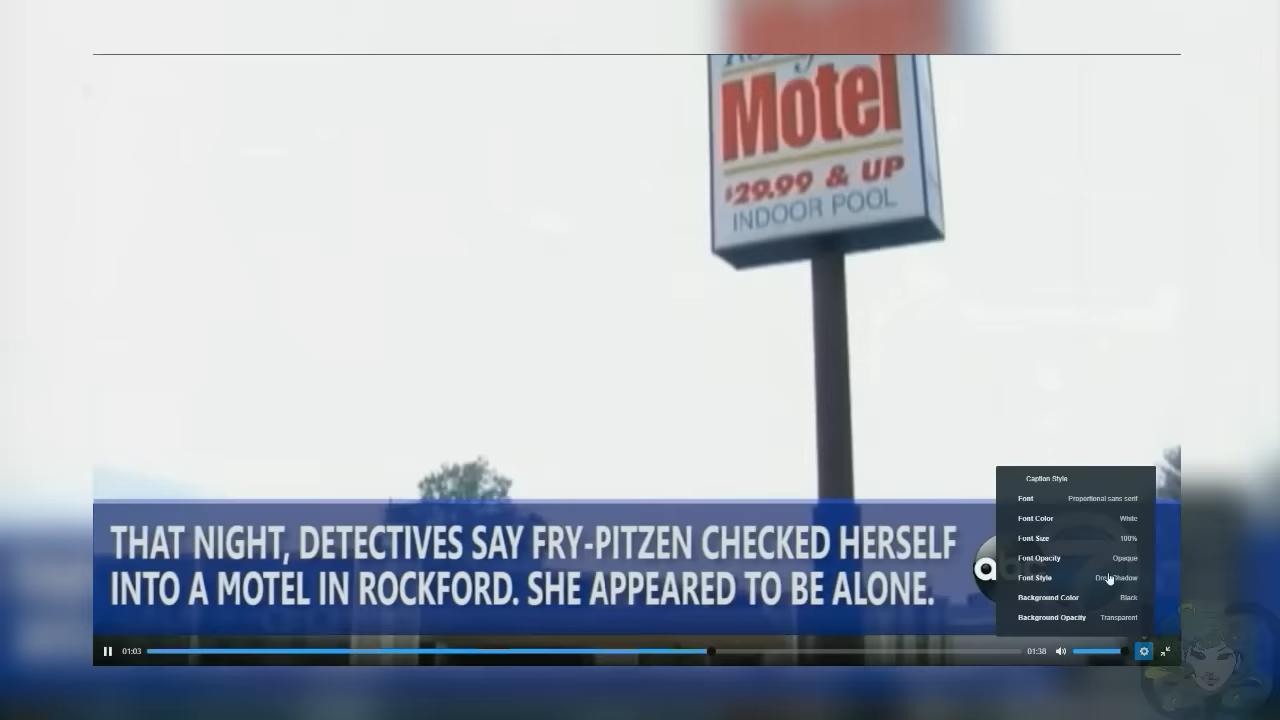 Motel
$29.99 & UP
INDOOR POOL
Caption Style
Font Proportional sans serif
Font Color White
Font Size 100%
Font Opacity Opaque
Font Style Drop Shadow
Background Color Black
Background Opacity Transparent
THAT NIGHT, DETECTIVES SAY FRY-PITZEN CHECKED HERSELF
INTO A MOTEL IN ROCKFORD. SHE APPEARED TO BE ALONE.
01:03 01:38